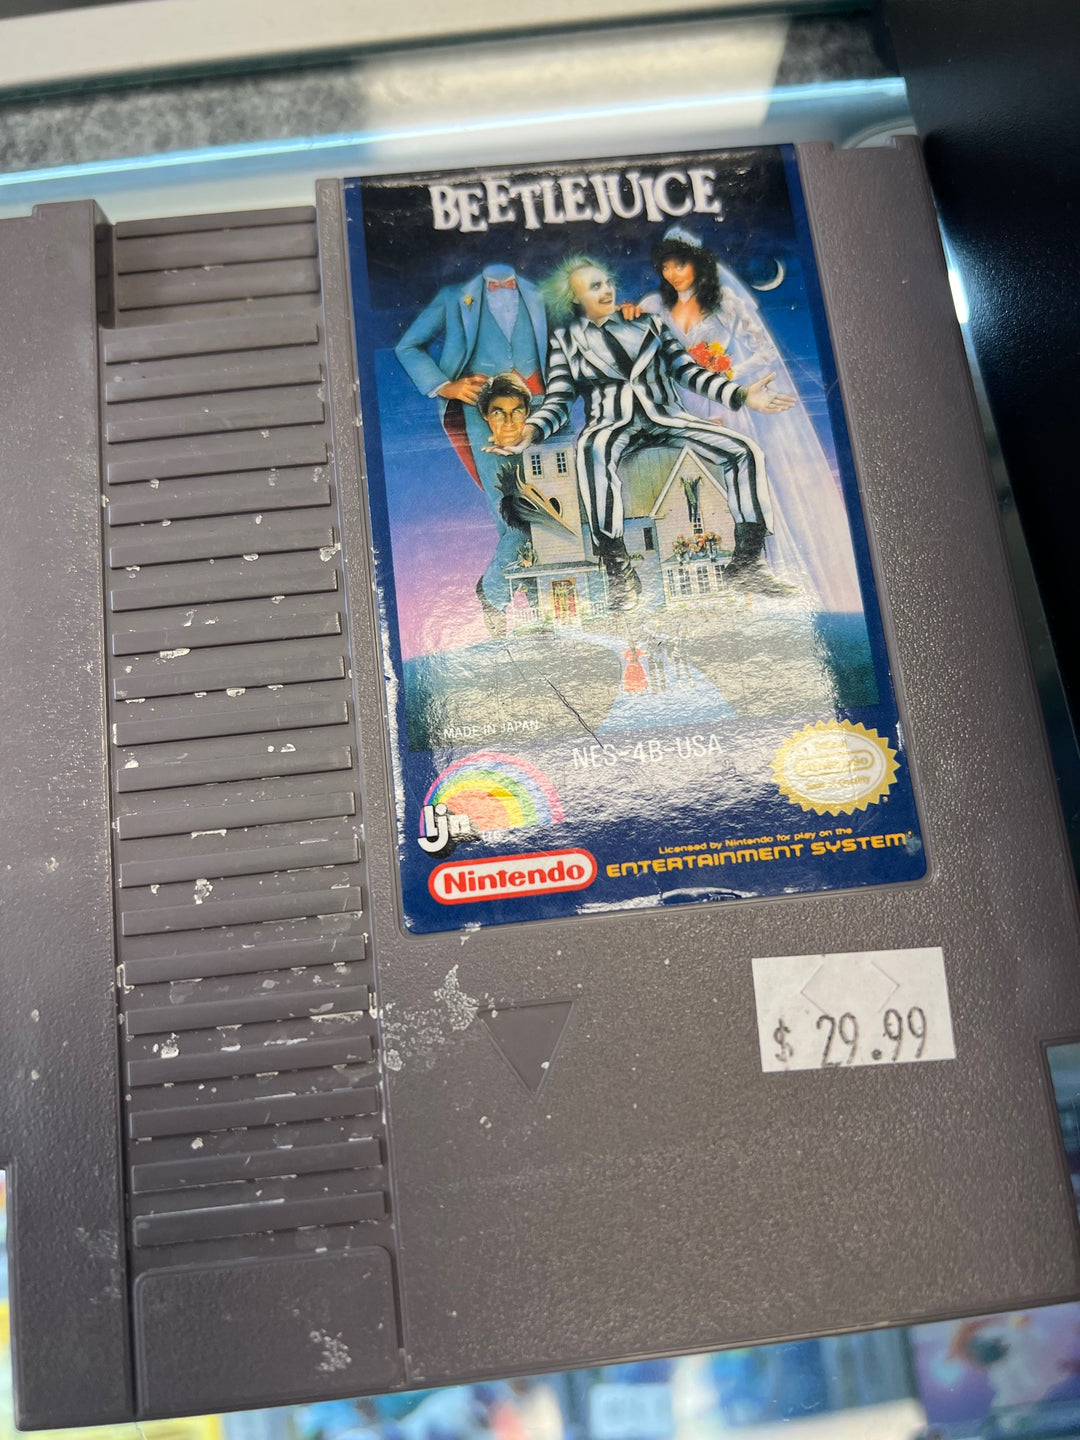 BEETLEJUICE
MADE IN JAPAN
NES-4B-USA
ljn LTD.
Licensed by Nintendo for play on the
Nintendo ENTERTAINMENT SYSTEM
$ 29.99